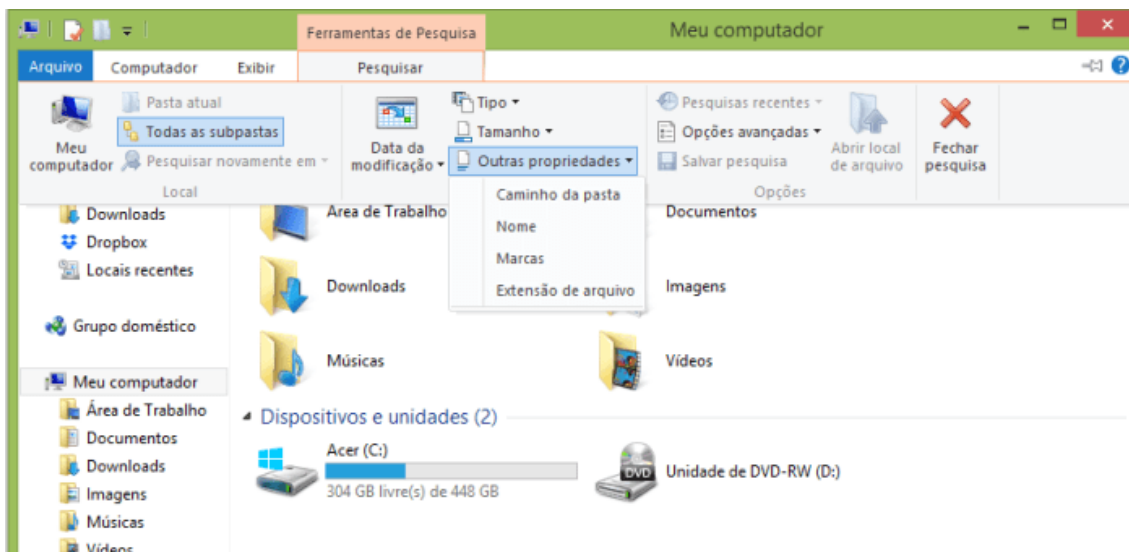 Ferramentas de Pesquisa
Meu computador
Arquivo
Computador
Exibir
Pesquisar
Meu computador
Pasta atual
Todas as subpastas
Pesquisar novamente em
Local
Data da modificação
Tipo
Tamanho
Outras propriedades
Caminho da pasta
Nome
Marcas
Extensão de arquivo
Pesquisas recentes
Opções avançadas
Salvar pesquisa
Abrir local de arquivo
Opções
Fechar pesquisa
Downloads
Dropbox
Locais recentes
Grupo doméstico
Meu computador
Área de Trabalho
Documentos
Downloads
Imagens
Músicas
Vídeos
Área de Trabalho
Documentos
Downloads
Imagens
Músicas
Vídeos
Dispositivos e unidades (2)
Acer (C:)
304 GB livre(s) de 448 GB
DVD
Unidade de DVD-RW (D:)